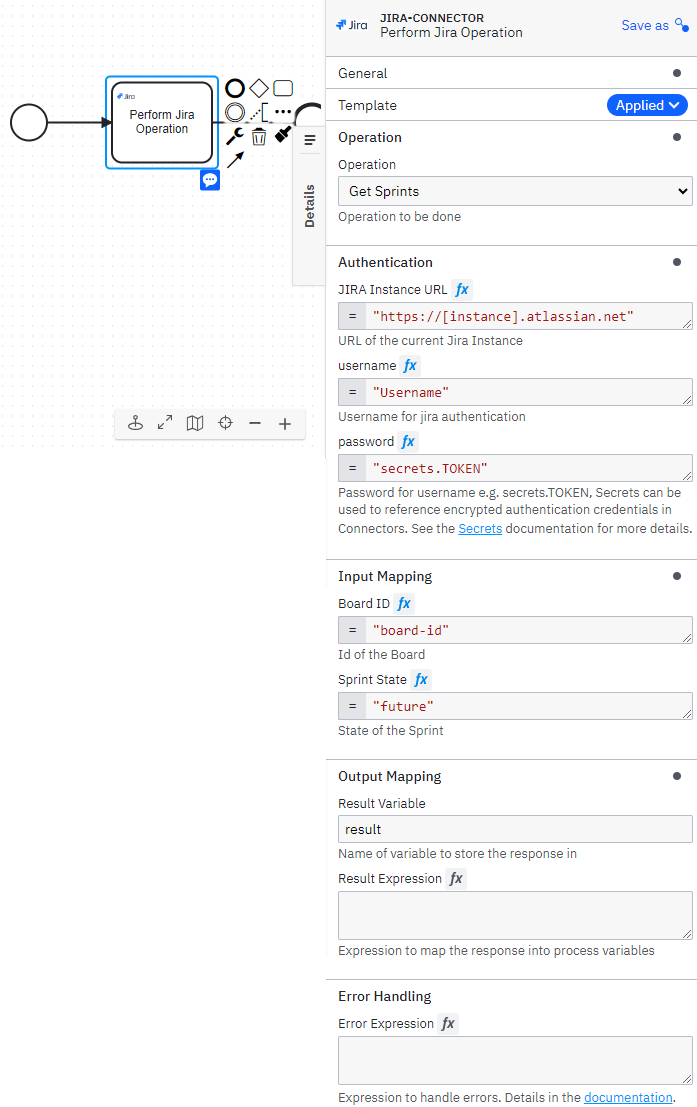 Jira
Perform Jira
Operation
Details
Jira
JIRA-CONNECTOR
Perform Jira Operation
Save as
General
Template
Applied
Operation
Operation
Get Sprints
Operation to be done
Authentication
JIRA Instance URL fx
= "https://[instance].atlassian.net"
URL of the current Jira Instance
username fx
= "Username"
Username for jira authentication
password fx
= "secrets.TOKEN"
Password for username e.g. secrets.TOKEN, Secrets can be
used to reference encrypted authentication credentials in
Connectors. See the Secrets documentation for more details.
Input Mapping
Board ID fx
= "board-id"
Id of the Board
Sprint State fx
= "future"
State of the Sprint
Output Mapping
Result Variable
result
Name of variable to store the response in
Result Expression fx
Expression to map the response into process variables
Error Handling
Error Expression fx
Expression to handle errors. Details in the documentation.